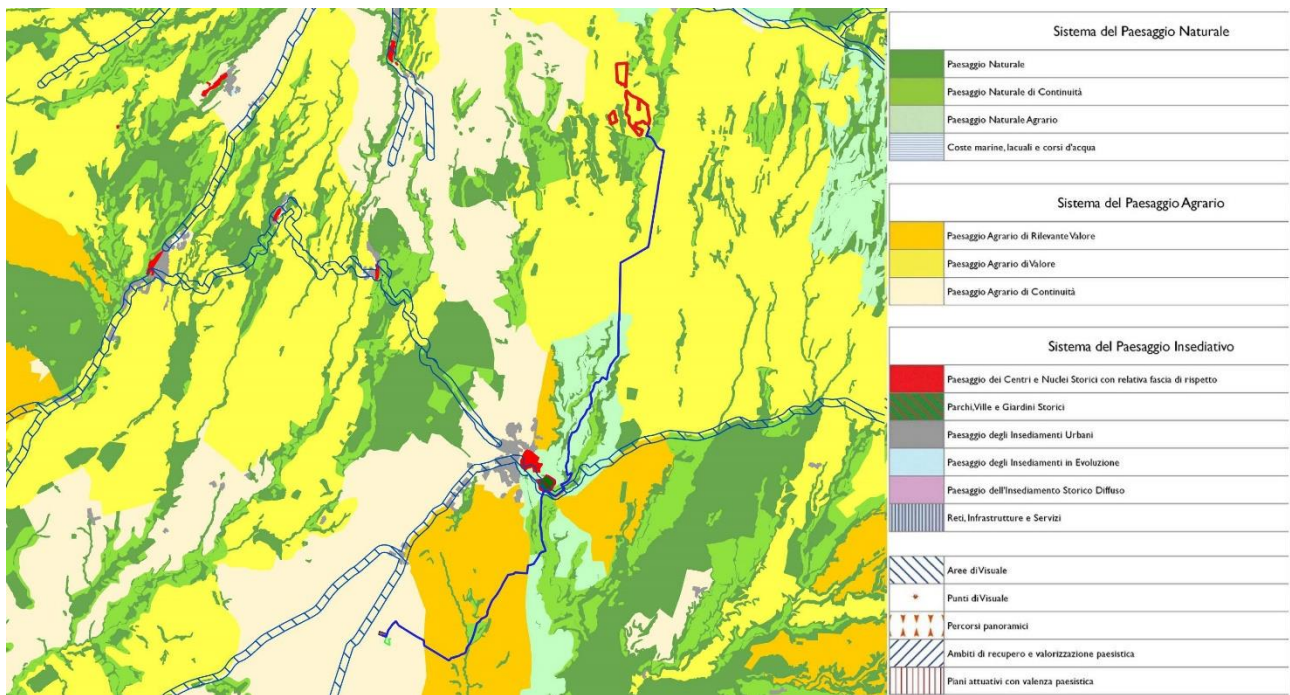 Sistema del Paesaggio Naturale
Paesaggio Naturale
Paesaggio Naturale di Continuità
Paesaggio Naturale Agrario
Coste marine, lacuali e corsi d'acqua
Sistema del Paesaggio Agrario
Paesaggio Agrario di Rilevante Valore
Paesaggio Agrario di Valore
Paesaggio Agrario di Continuità
Sistema del Paesaggio Insediativo
Paesaggio dei Centri e Nuclei Storici con relativa fascia di rispetto
Parchi, Ville e Giardini Storici
Paesaggio degli Insediamenti Urbani
Paesaggio degli Insediamenti in Evoluzione
Paesaggio dell'Insediamento Storico Diffuso
Reti, Infrastrutture e Servizi
Aree di Visuale
Punti di Visuale
Percorsi panoramici
Ambiti di recupero e valorizzazione paesistica
Piani attuativi con valenza paesistica